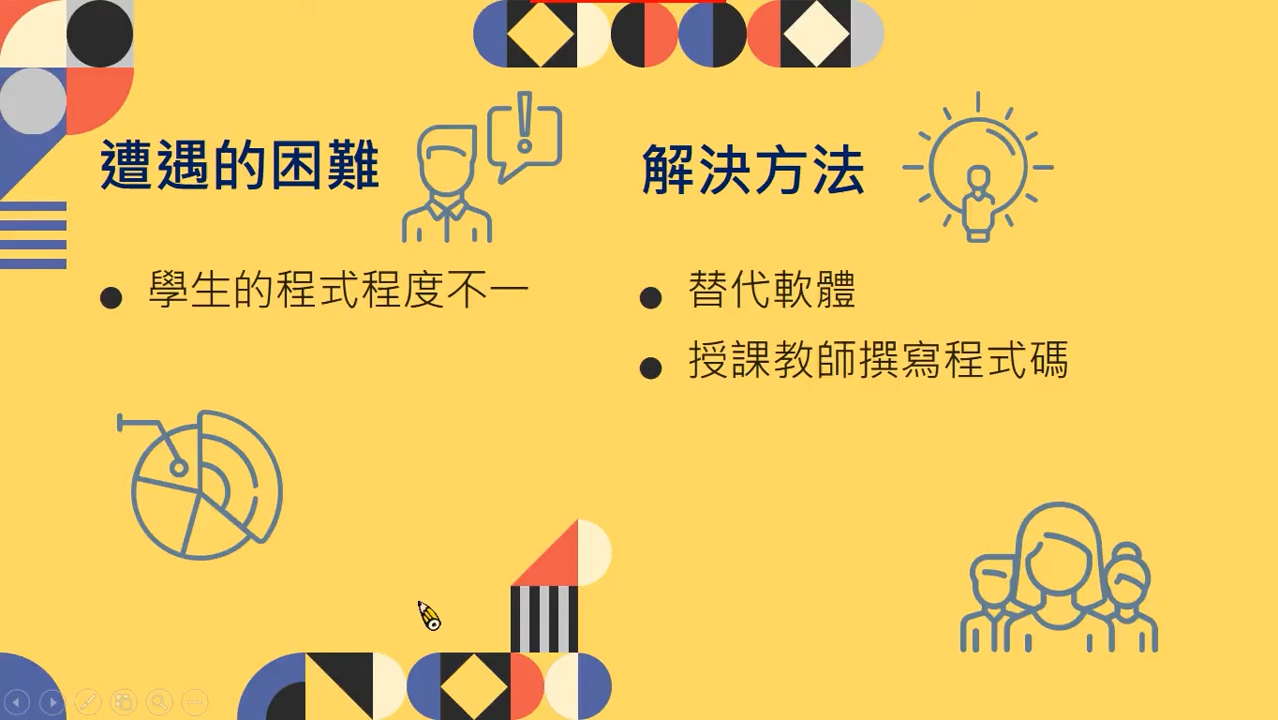 遭遇的困難
學生的程式程度不一
解決方法
替代軟體
授課教師撰寫程式碼